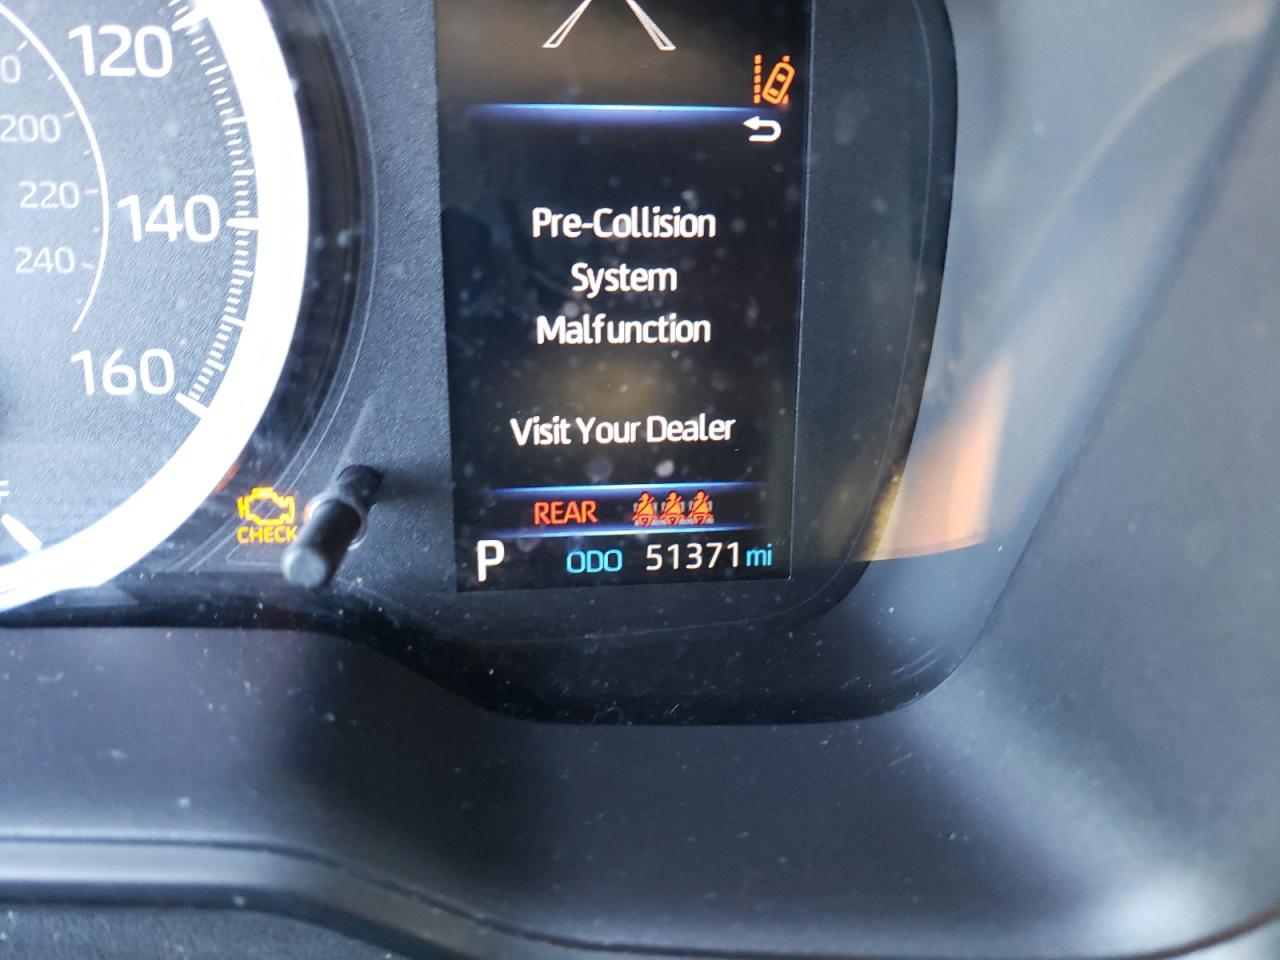 120
200
220
140
240
160
Pre-Collision
System
Malfunction
Visit Your Dealer
CHECK
REAR
P ODO 51371 mi